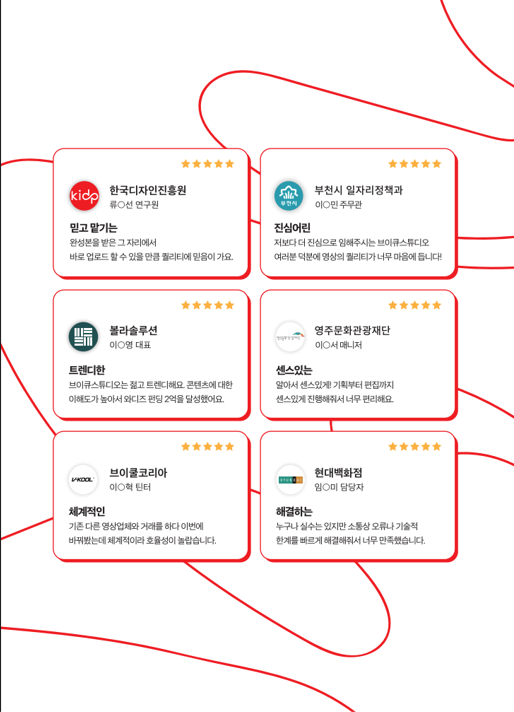 kidp
한국디자인진흥원
류○선 연구원
믿고 맡기는
완성본을 받은 그 자리에서
바로 업로드 할 수 있을 만큼 퀄리티에 믿음이 가요.
부천시
부천시 일자리정책과
이○민 주무관
진심어린
저보다 더 진심으로 임해주시는 브이큐스튜디오
여러분 덕분에 영상의 퀄리티가 너무 마음에 듭니다!
볼라솔루션
이○영 대표
트렌디한
브이큐스튜디오는 젊고 트렌디해요. 콘텐츠에 대한
이해도가 높아서 와디즈 펀딩 2억을 달성했어요.
영주문화관광재단
이○서 매니저
센스있는
알아서 센스있게! 기획부터 편집까지
센스있게 진행해줘서 너무 편리해요.
V-KOOL
브이쿨코리아
이○혁 틴터
체계적인
기존 다른 영상업체와 거래를 하다 이번에
바꿔봤는데 체계적이라 효율성이 놀랍습니다.
현대백화점
임○미 담당자
해결하는
누구나 실수는 있지만 소통상 오류나 기술적
한계를 빠르게 해결해줘서 너무 만족했습니다.